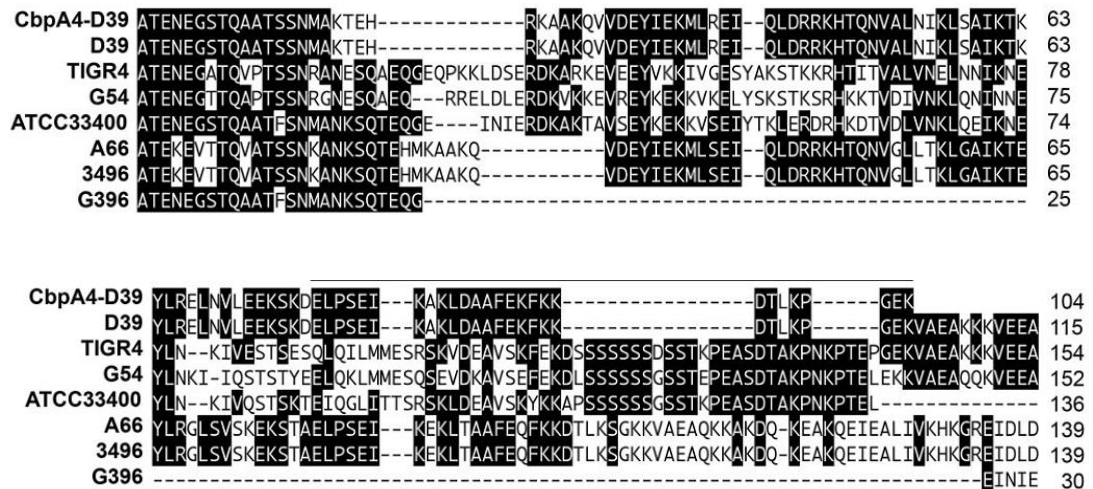 CbpA4-D39 ATENEGSTQAATSSNMAKTEH-------------RKAAKQVVDEYIEKMLREI--QLDRRKHTQNVALNIKLSAIKTK 63
D39 ATENEGSTQAATSSNMAKTEH-------------RKAAKQVVDEYIEKMLREI--QLDRRKHTQNVALNIKLSAIKTK 63
TIGR4 ATENEGATQVPTSSNRANESQAEQGEQPKKLDSERDKARKEVEEYVKKIVGESYAKSTKKRHTITVALVNELNNIKNE 78
G54 ATENEGTTQAPTSSNRGNESQAEQ---RRELDLERDKVKKEVREYKEKKVKELYSKSTKSRHKKTVDIVNKLQNINNE 75
ATCC33400 ATENEGSTQAATFSNMANKSQTEQGE----INIERDKAKTAVSEYKEKKVSEIYTKLERDRHKDTVDLVNKLQEIKNE 74
A66 ATEKEVTTQVATSSNKANKSQTEHMKAAKQ-----------VDEYIEKMLSEI--QLDRRKHTQNVGLLTKLGAIKTE 65
3496 ATEKEVTTQVATSSNKANKSQTEHMKAAKQ-----------VDEYIEKMLSEI--QLDRRKHTQNVGLLTKLGAIKTE 65
G396 ATENEGSTQAATFSNMANKSQTEQG----------------------------------------------------- 25
CbpA4-D39 YLRELNVLEEKSKDELPSEI---KAKLDAAFEKFKK-----------------DTLKP------GEK 104
D39 YLRELNVLEEKSKDELPSEI---KAKLDAAFEKFKK-----------------DTLKP------GEKVAEAKKKVEEA 115
TIGR4 YLN--KIVESTSESQLQILMMESRSKVDEAVSKFEKDSSSSSSSDSSTKPEASDTAKPNKPTEPGEKVAEAKKKVEEA 154
G54 YLNKI-IQSTSTYEELQKLMMESQSEVDKAVSEFEKDLSSSSSSGSSTEPEASDTAKPNKPTELEKKVAEAQQKVEEA 152
ATCC33400 YLN--KIVQSTSKTEIQGLITTSRSKLDEAVSKYKKAPSSSSSSGSSTKPEASDTAKPNKPTEL-------------- 136
A66 YLRGLSVSKEKSTAELPSEI---KEKLTAAFEQFKKDTLKSGKKVAEAQKKAKDQ-KEAKQEIEALIVKHKGREIDLD 139
3496 YLRGLSVSKEKSTAELPSEI---KEKLTAAFEQFKKDTLKSGKKVAEAQKKAKDQ-KEAKQEIEALIVKHKGREIDLD 139
G396 -------------------------------------------------------------------------EINIE 30